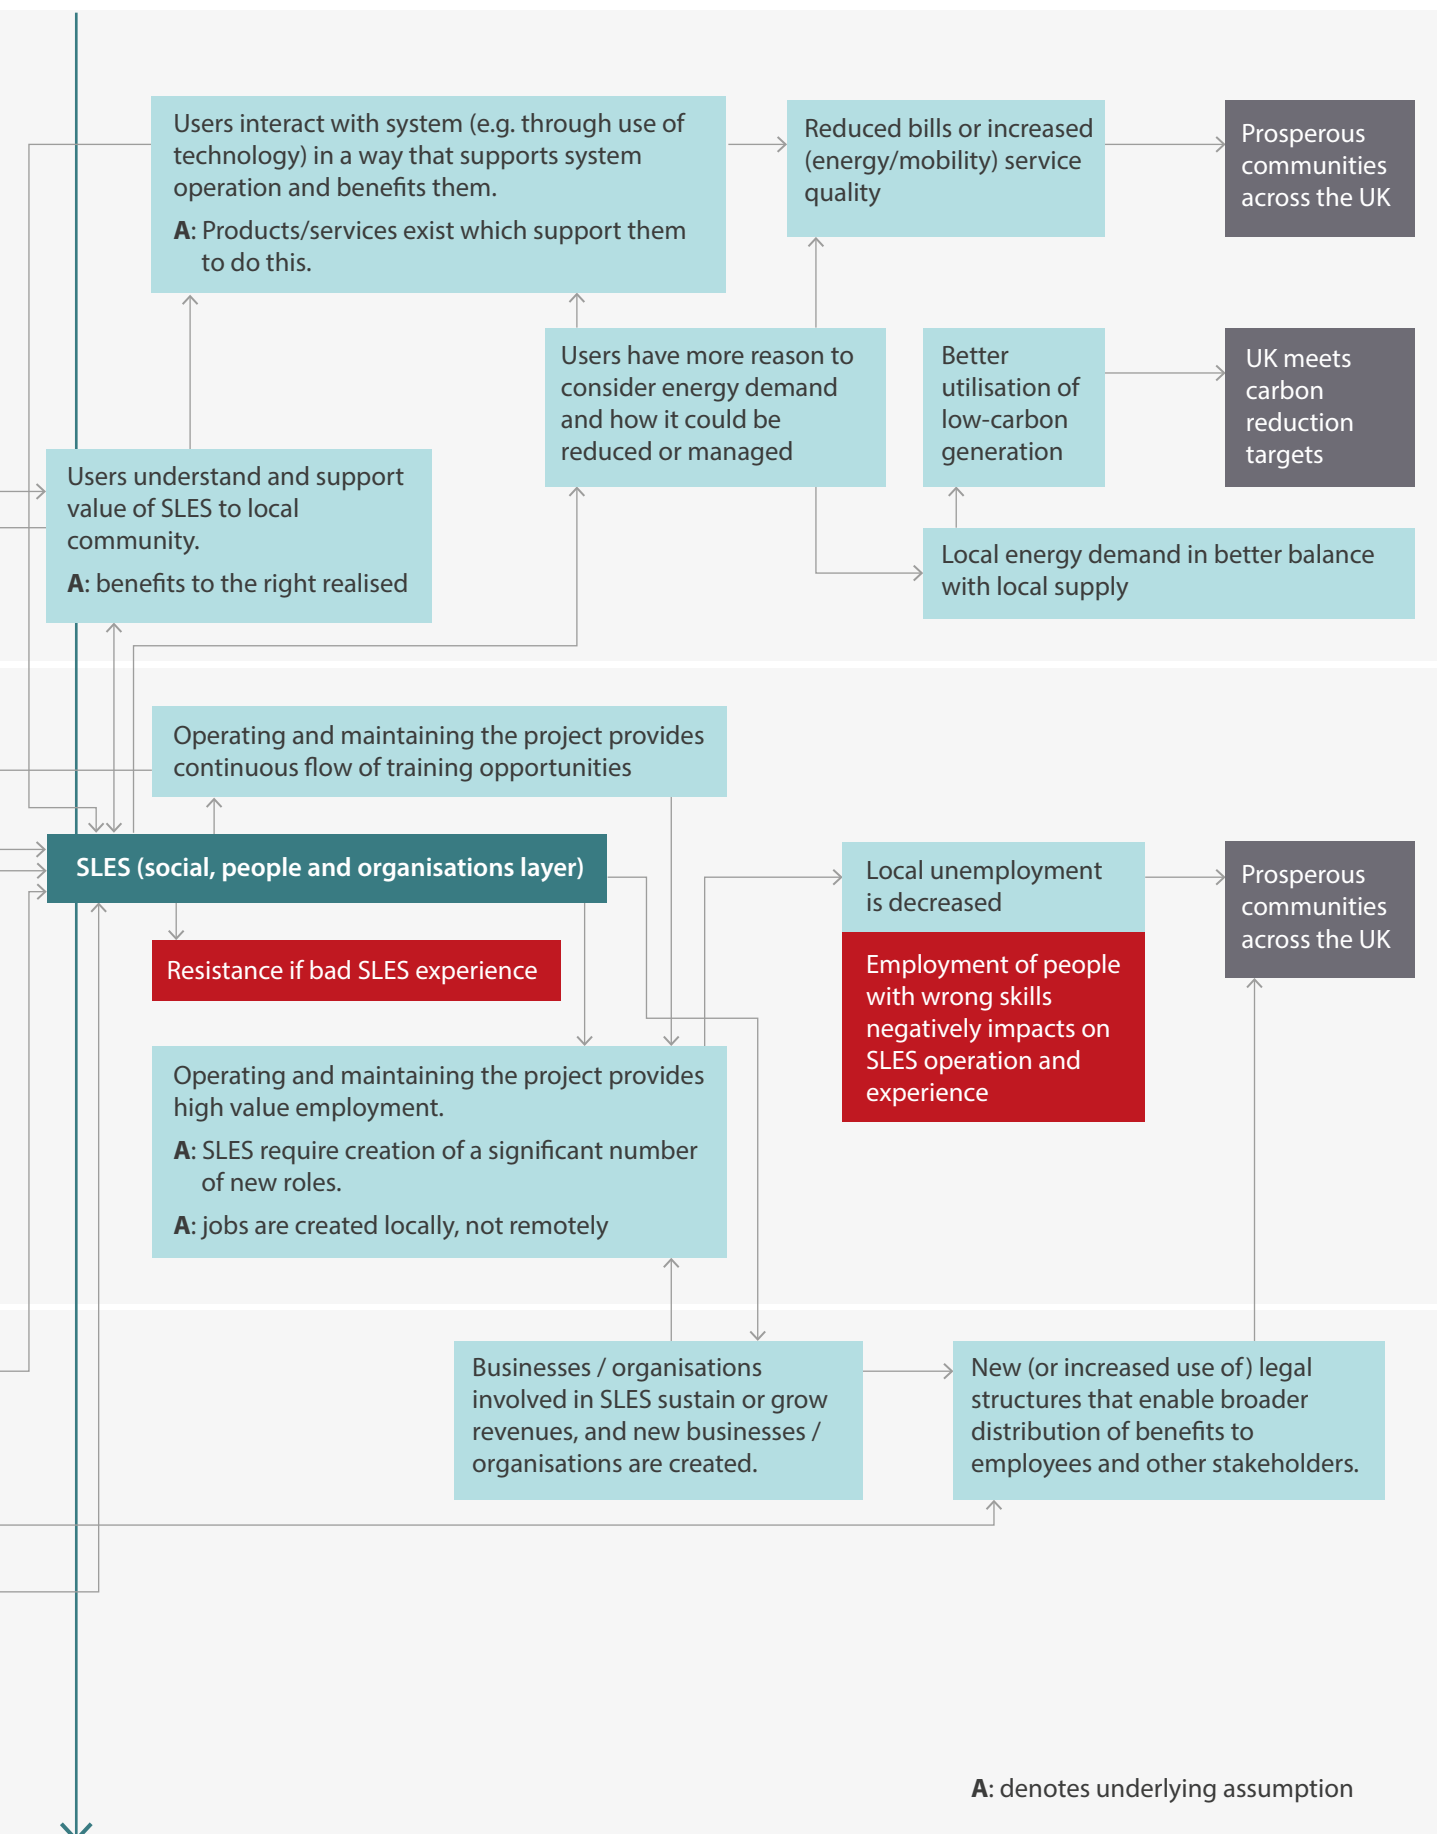 Users interact with system (e.g. through use of
technology) in a way that supports system
operation and benefits them.
A: Products/services exist which support them
to do this.
Reduced bills or increased
(energy/mobility) service
quality
Prosperous
communities
across the UK
Users have more reason to
consider energy demand
and how it could be
reduced or managed
Better
utilisation of
low-carbon
generation
UK meets
carbon
reduction
targets
Users understand and support
value of SLES to local
community.
A: benefits to the right realised
Local energy demand in better balance
with local supply
Operating and maintaining the project provides
continuous flow of training opportunities
SLES (social, people and organisations layer)
Resistance if bad SLES experience
Local unemployment
is decreased
Employment of people
with wrong skills
negatively impacts on
SLES operation and
experience
Prosperous
communities
across the UK
Operating and maintaining the project provides
high value employment.
A: SLES require creation of a significant number
of new roles.
A: jobs are created locally, not remotely
Businesses / organisations
involved in SLES sustain or grow
revenues, and new businesses /
organisations are created.
New (or increased use of) legal
structures that enable broader
distribution of benefits to
employees and other stakeholders.
A: denotes underlying assumption